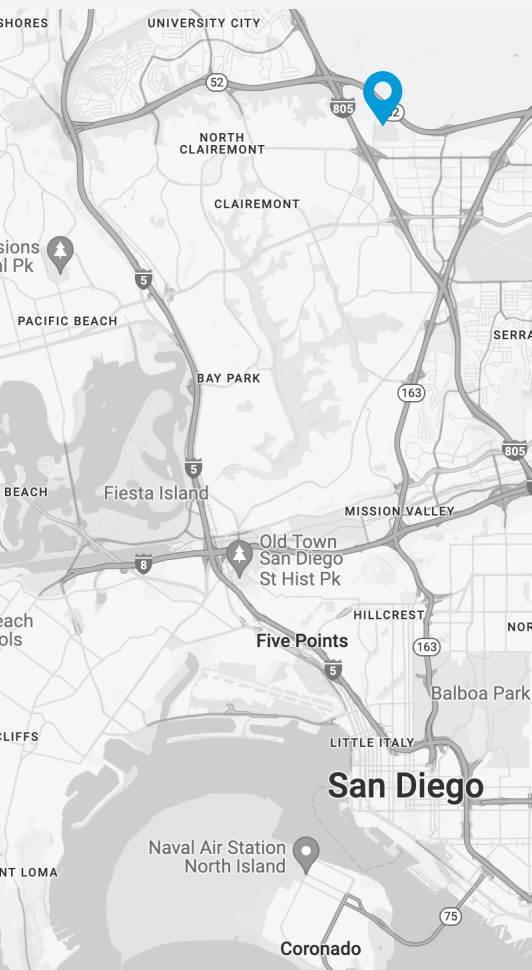 SHORES
UNIVERSITY CITY
52
805
NORTH
CLAIREMONT
CLAIREMONT
sions
al Pk
5
PACIFIC BEACH
SERRA
BAY PARK
163
805
5
BEACH
Fiesta Island
MISSION VALLEY
Old Town
San Diego
St Hist Pk
8
HILLCREST
each
ols
NOR
Five Points
163
5
Balboa Park
CLIFFS
LITTLE ITALY
San Diego
Naval Air Station
North Island
NT LOMA
75
Coronado